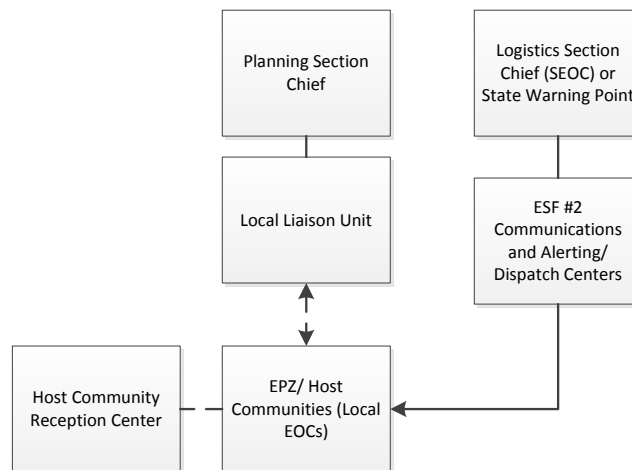 Planning Section
Chief
Logistics Section
Chief (SEOC) or
State Warning Point
Local Liaison Unit
ESF #2
Communications
and Alerting/
Dispatch Centers
Host Community
Reception Center
EPZ/ Host
Communities (Local
EOCs)